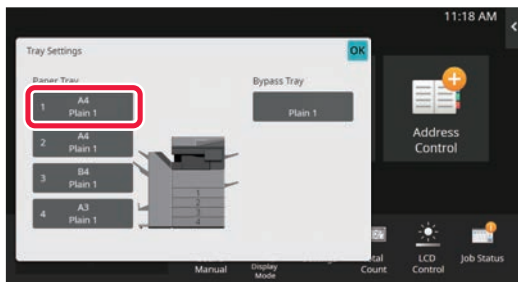 11:18 AM
Tray Settings
OK
Paper Tray
Bypass Tray
1 A4
Plain 1
Plain 1
2 A4
Plain 1
3 B4
Plain 1
4 A3
Plain 1
1
2
3
4
Address
Control
Manual
Display
Mode
Count
LCD
Control
Job Status